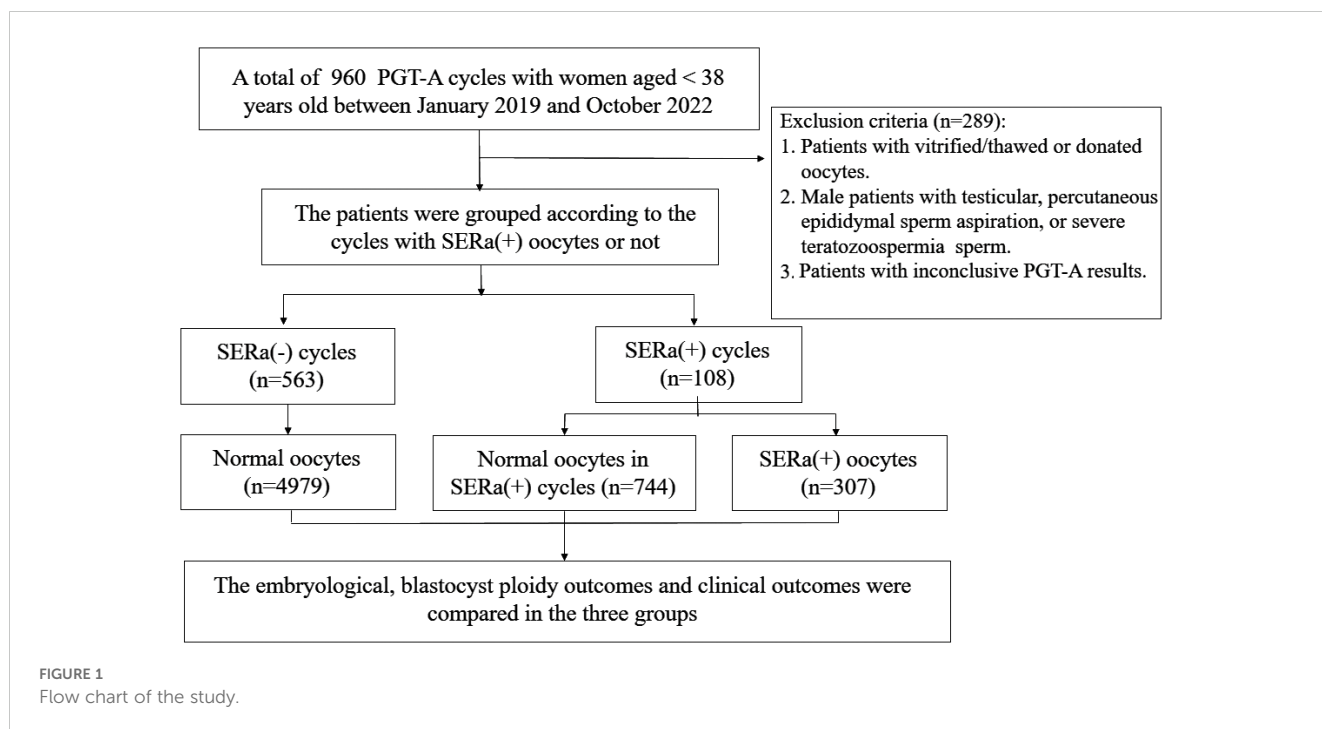 A total of 960 PGT-A cycles with women aged < 38
years old between January 2019 and October 2022
Exclusion criteria (n=289):
1. Patients with vitrified/thawed or donated
oocytes.
2. Male patients with testicular, percutaneous
epididymal sperm aspiration, or severe
teratozoospermia sperm.
3. Patients with inconclusive PGT-A results.
The patients were grouped according to the
cycles with SERa(+) oocytes or not
SERa(-) cycles
(n=563)
SERa(+) cycles
(n=108)
Normal oocytes
(n=4979)
Normal oocytes in
SERa(+) cycles (n=744)
SERa(+) oocytes
(n=307)
The embryological, blastocyst ploidy outcomes and clinical outcomes were
compared in the three groups
FIGURE 1
Flow chart of the study.